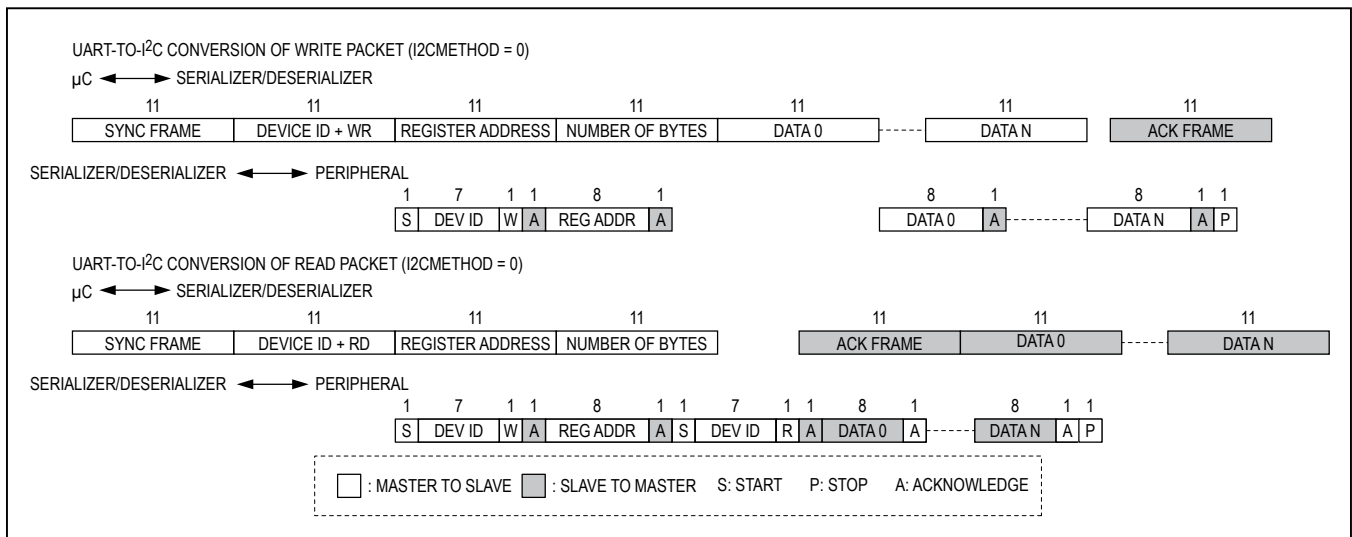 UART-TO-I2C CONVERSION OF WRITE PACKET (I2CMETHOD = 0)
µC SERIALIZER/DESERIALIZER
11 11 11 11 11 11 11
SYNC FRAME DEVICE ID + WR REGISTER ADDRESS NUMBER OF BYTES DATA 0 DATA N ACK FRAME
SERIALIZER/DESERIALIZER PERIPHERAL
1 7 1 1 8 1 8 1 8 1 1
S DEV ID W A REG ADDR A DATA 0 A DATA N A P
UART-TO-I2C CONVERSION OF READ PACKET (I2CMETHOD = 0)
µC SERIALIZER/DESERIALIZER
11 11 11 11 11 11 11
SYNC FRAME DEVICE ID + RD REGISTER ADDRESS NUMBER OF BYTES ACK FRAME DATA 0 DATA N
SERIALIZER/DESERIALIZER PERIPHERAL
1 7 1 1 8 1 1 7 1 1 8 1 8 1 1
S DEV ID W A REG ADDR A S DEV ID R A DATA 0 A DATA N A P
: MASTER TO SLAVE : SLAVE TO MASTER S: START P: STOP A: ACKNOWLEDGE